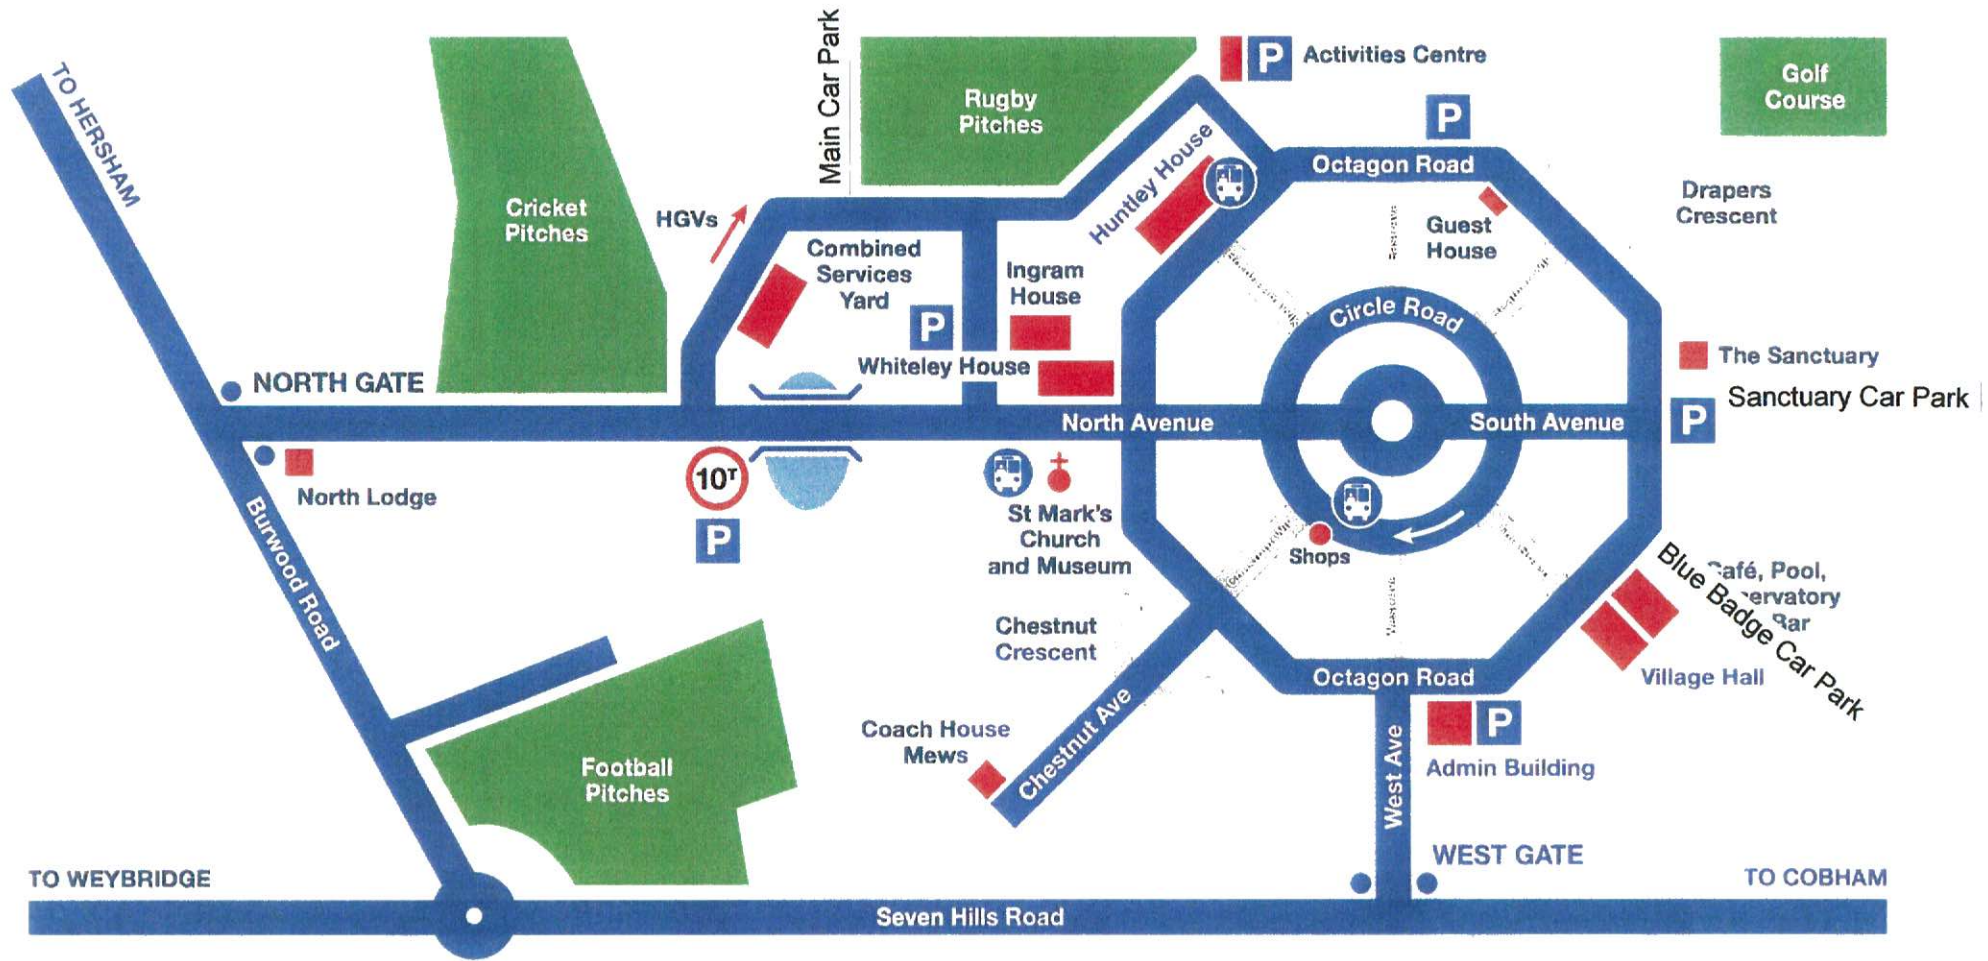 TO HERSHAM
Main Car Park
Rugby
Pitches
P
Activities Centre
P
Golf
Course
Cricket
Pitches
HGVs
Combined
Services
Yard
P
Ingram
House
Whiteley House
Huntley House
Octagon Road
Guest
House
Drapers
Crescent
Circle Road
The Sanctuary
Sanctuary Car Park
P
NORTH GATE
North Avenue
South Avenue
North Lodge
10T
P
St Mark's
Church
and Museum
Shops
Burwood Road
Chestnut
Crescent
Café, Pool,
Bar
Blue Badge Car Park
Village Hall
Octagon Road
Coach House
Mews
Chestnut Ave
West Ave
P
Admin Building
Football
Pitches
WEST GATE
TO WEYBRIDGE
TO COBHAM
Seven Hills Road